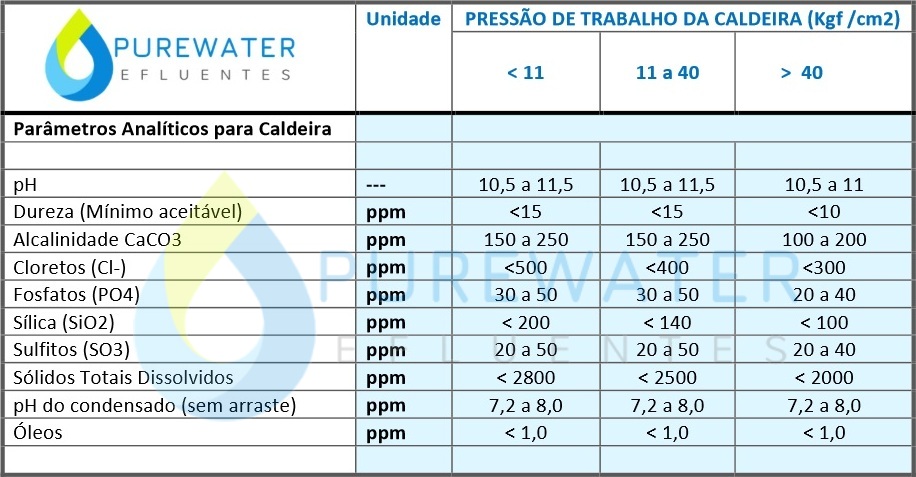 PUREWATER
EFLUENTES
Unidade PRESSÃO DE TRABALHO DA CALDEIRA (Kgf /cm2)
< 11 11 a 40 > 40
Parâmetros Analíticos para Caldeira
pH --- 10,5 a 11,5 10,5 a 11,5 10,5 a 11
Dureza (Mínimo aceitável) ppm <15 <15 <10
Alcalinidade CaCO3 ppm 150 a 250 150 a 250 100 a 200
Cloretos (Cl-) ppm <500 <400 <300
Fosfatos (PO4) ppm 30 a 50 30 a 50 20 a 40
Sílica (SiO2) ppm < 200 < 140 < 100
Sulfitos (SO3) ppm 20 a 50 20 a 50 20 a 40
Sólidos Totais Dissolvidos ppm < 2800 < 2500 < 2000
pH do condensado (sem arraste) ppm 7,2 a 8,0 7,2 a 8,0 7,2 a 8,0
Óleos ppm < 1,0 < 1,0 < 1,0
PUREWATER
EFLUENTES